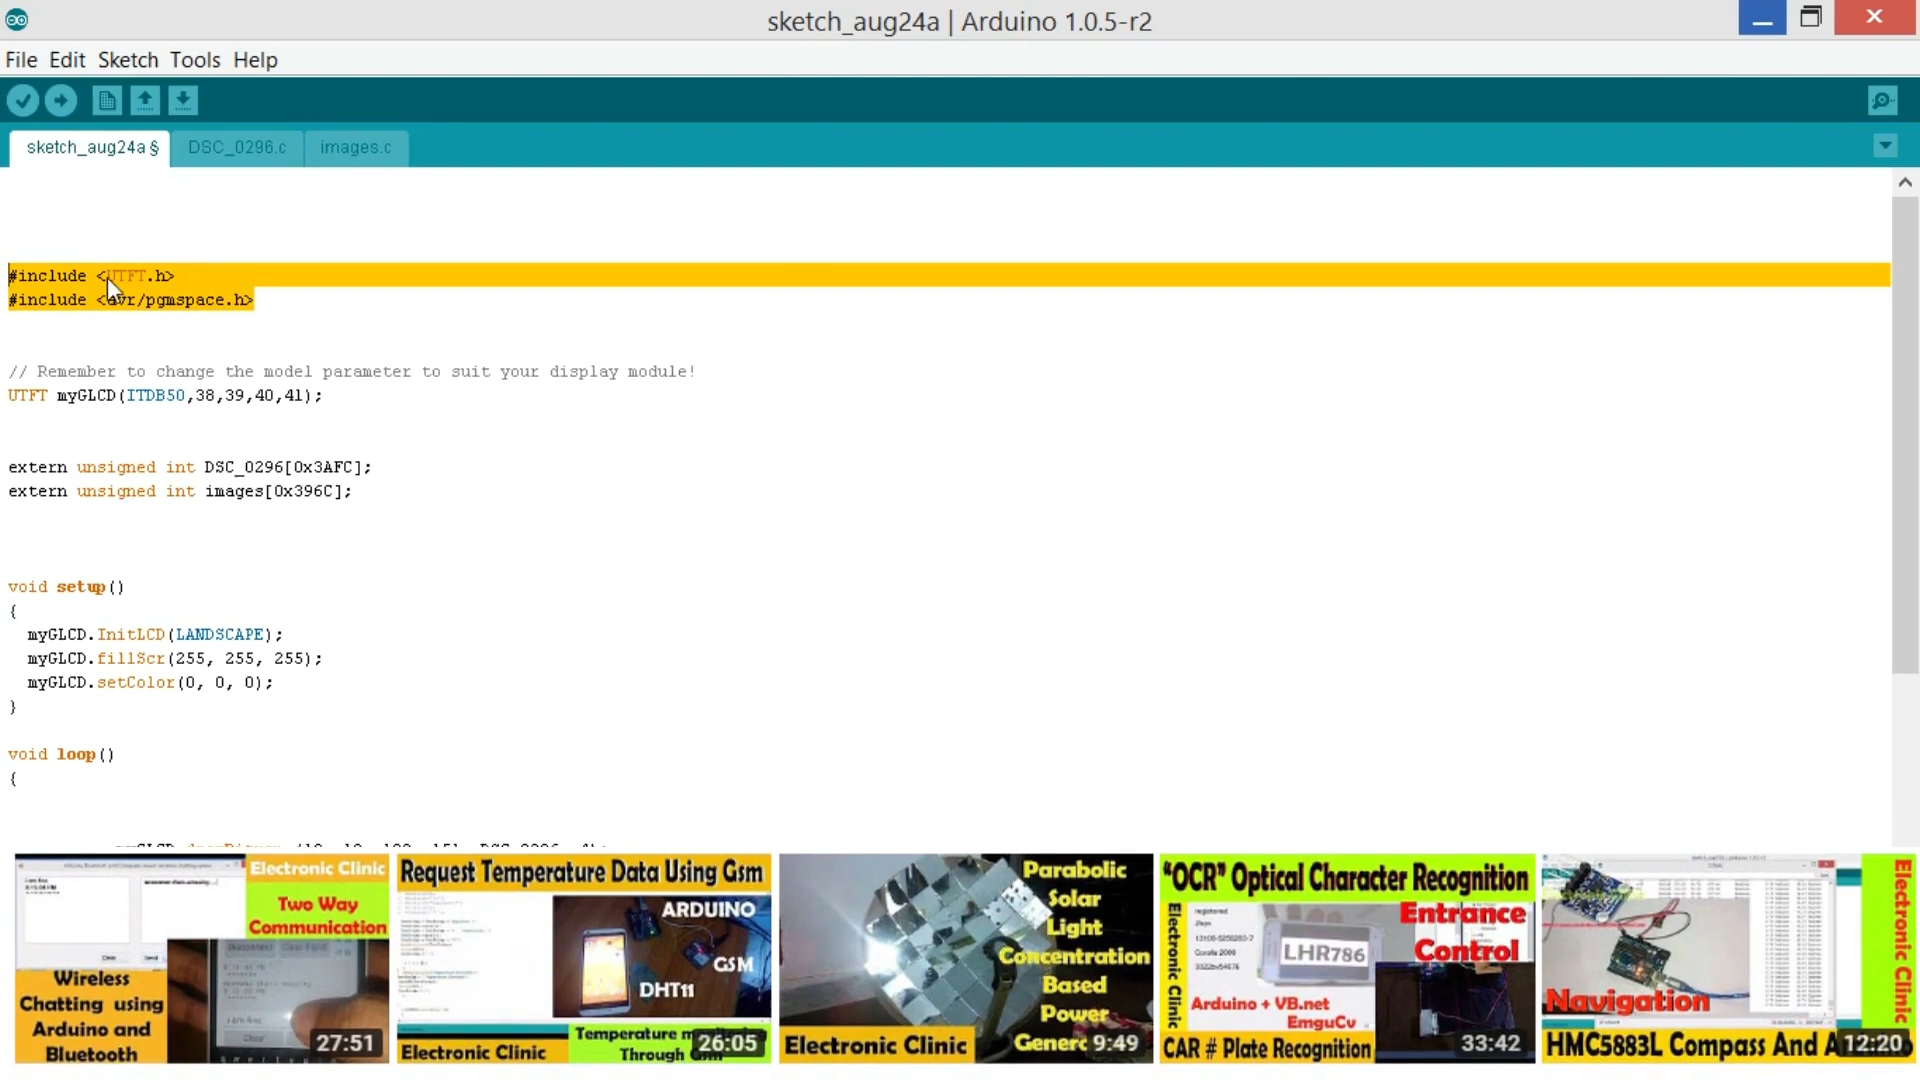 sketch_aug24a | Arduino 1.0.5-r2
File Edit Sketch Tools Help
sketch_aug24a § DSC_0296.c images.c
#include <UTFT.h>
#include <avr/pgmspace.h>
// Remember to change the model parameter to suit your display module!
UTFT myGLCD(ITDB50,38,39,40,41);
extern unsigned int DSC_0296[0x3AFC];
extern unsigned int images[0x396C];
void setup()
{
myGLCD.InitLCD(LANDSCAPE);
myGLCD.fillScr(255, 255, 255);
myGLCD.setColor(0, 0, 0);
}
void loop()
{
Electronic Clinic
Two Way
Communication
Wireless
Chatting using
Arduino and
Bluetooth
27:51
Request Temperature Data Using Gsm
ARDUINO
GSM
DHT11
Temperature
Through
26:05
Electronic Clinic
Parabolic
Solar
Light
Concentration
Based
Power
9:49
Electronic Clinic
"OCR" Optical Character Recognition
Electronic Clinic
registered
Entrance
Control
LHR786
Arduino + VB.net
EmguCv
CAR # Plate Recognition
33:42
Electronic Clinic
Navigation
HMC5883L Compass And
12:20